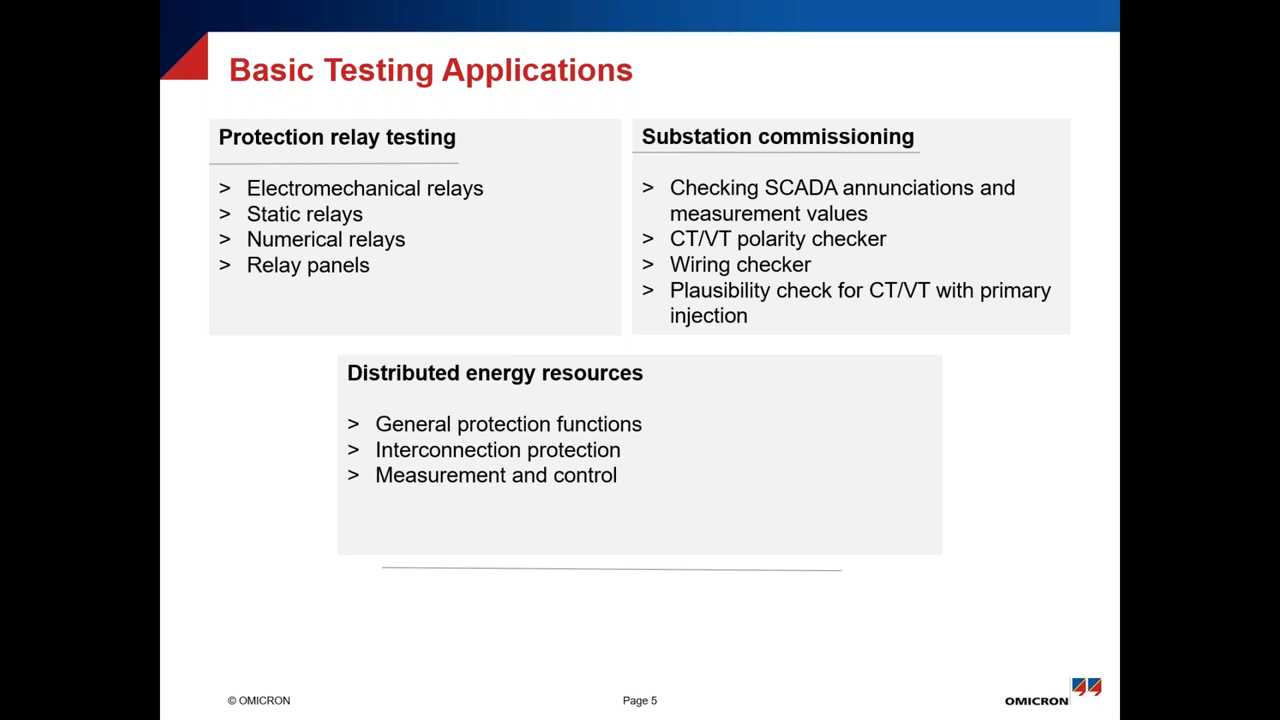 Basic Testing Applications
Protection relay testing
> Electromechanical relays
> Static relays
> Numerical relays
> Relay panels
Substation commissioning
> Checking SCADA annunciations and
measurement values
> CT/VT polarity checker
> Wiring checker
> Plausibility check for CT/VT with primary
injection
Distributed energy resources
> General protection functions
> Interconnection protection
> Measurement and control
© OMICRON
Page 5
OMICRON